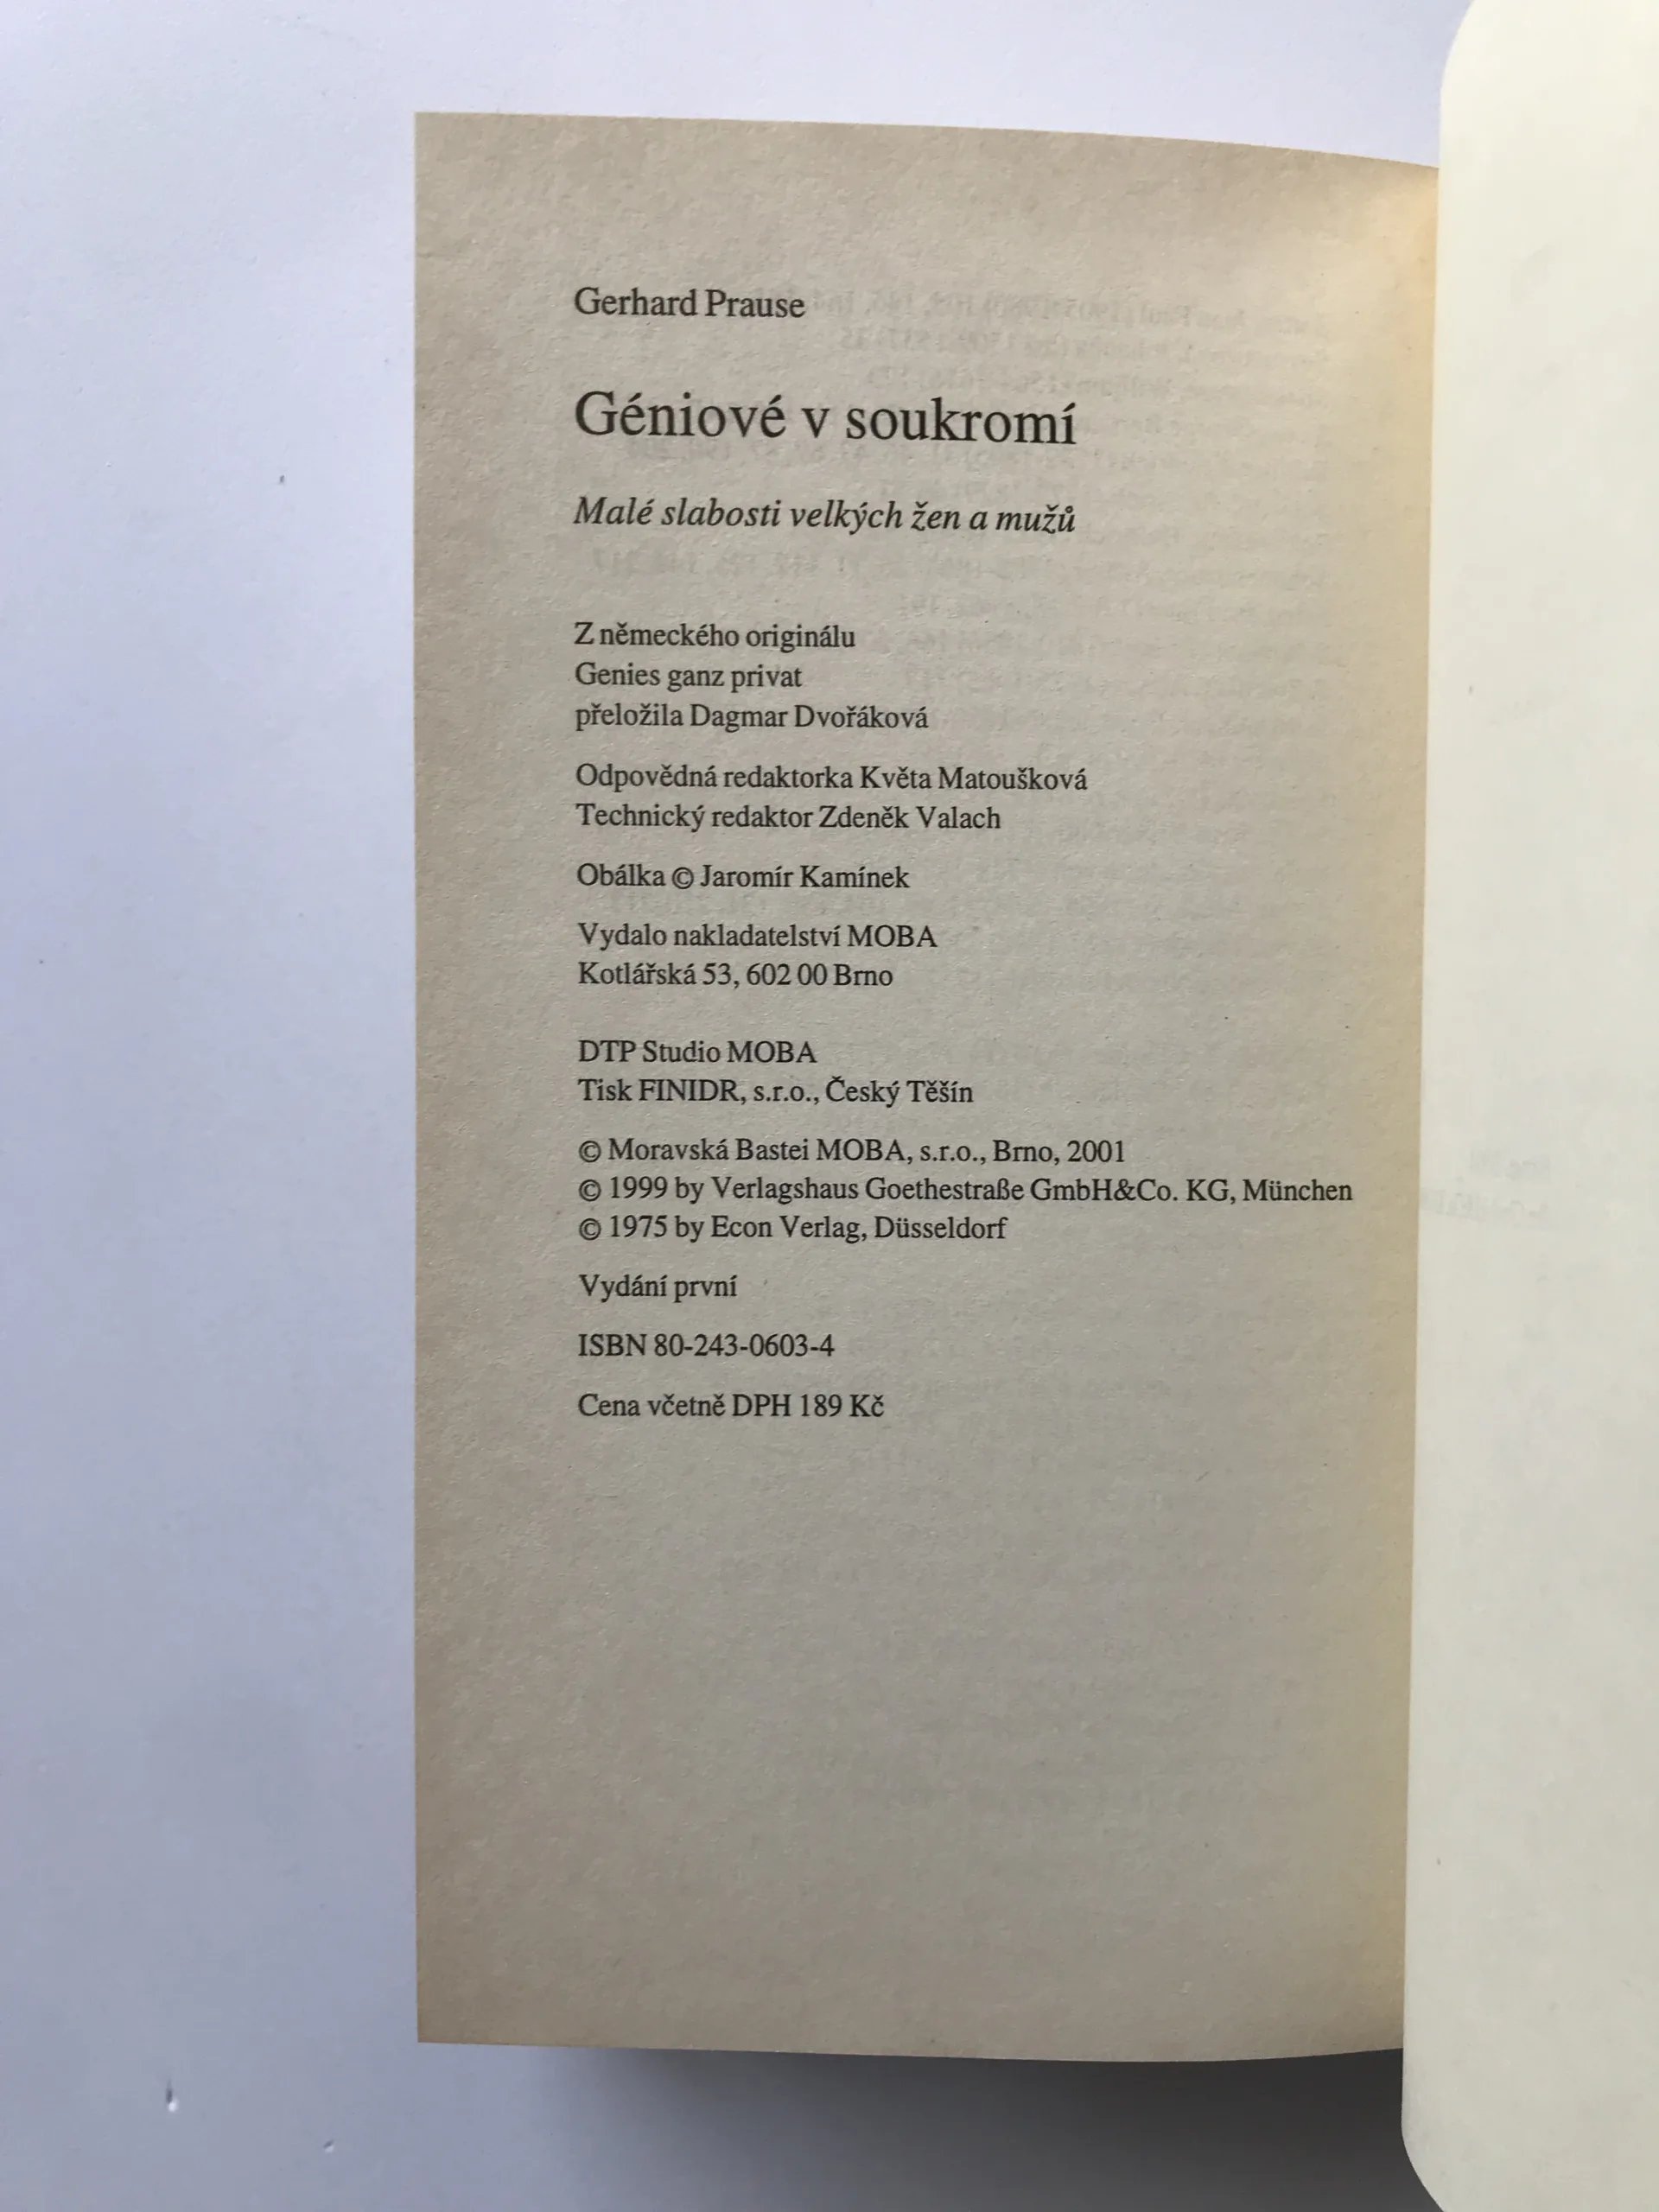 Gerhard Prause
Géniové v soukromí
Malé slabosti velkých žen a mužů
Z německého originálu
Genies ganz privat
přeložila Dagmar Dvořáková
Odpovědná redaktorka Květa Matoušková
Technický redaktor Zdeněk Valach
Obálka © Jaromír Kamínek
Vydalo nakladatelství MOBA
Kotlářská 53, 602 00 Brno
DTP Studio MOBA
Tisk FINIDR, s.r.o., Český Těšín
© Moravská Bastei MOBA, s.r.o., Brno, 2001
© 1999 by Verlagshaus Goethestraße GmbH&Co. KG, München
© 1975 by Econ Verlag, Düsseldorf
Vydání první
ISBN 80-243-0603-4
Cena včetně DPH 189 Kč